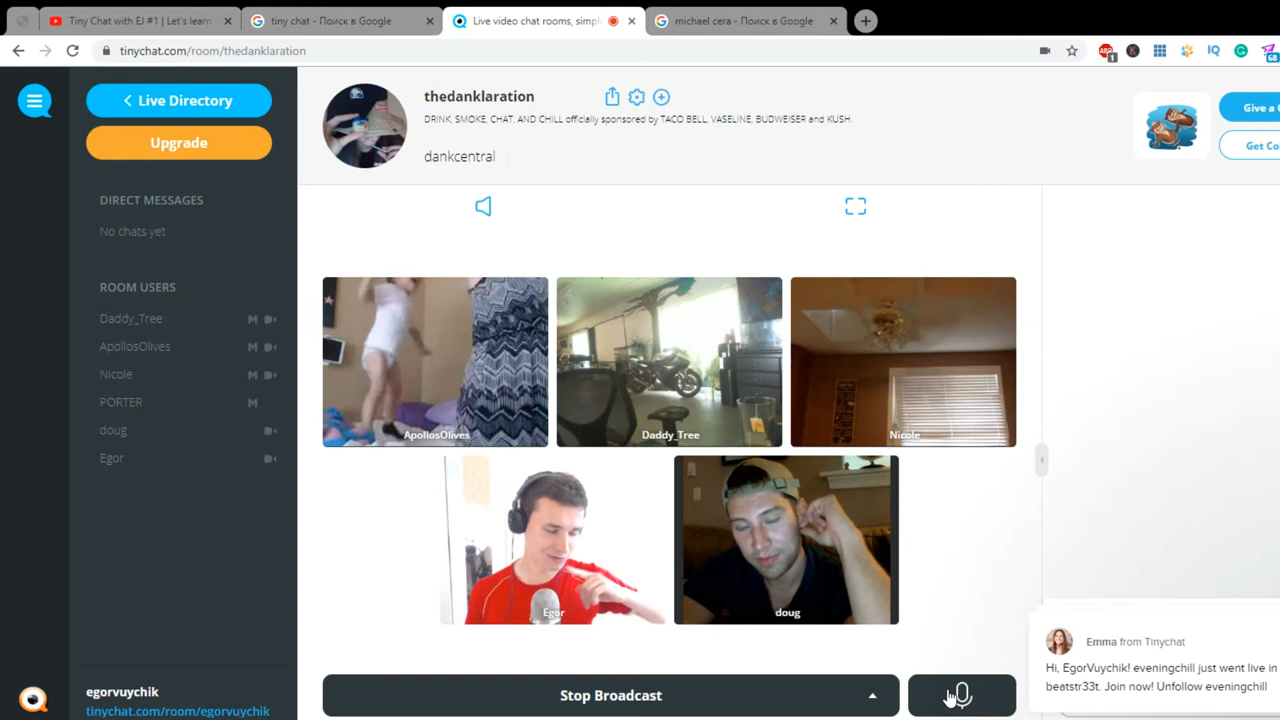 Tiny Chat with EJ #1 | Let's learn
tiny chat - Поиск в Google
Live video chat rooms, simpl
michael cera - Поиск в Google
tinychat.com/room/thedanklaration
ABP
1
K
IQ
G
68
Live Directory
Upgrade
DIRECT MESSAGES
No chats yet
ROOM USERS
Daddy_Tree M
ApollosOlives M
Nicole M
PORTER M
doug
Egor
egorvuychik
tinychat.com/room/egorvuychik
thedanklaration
DRINK, SMOKE, CHAT, AND CHILL officially sponsored by TACO BELL, VASELINE, BUDWEISER and KUSH.
dankcentral
Give a G
Get Co
ApollosOlives
Daddy_Tree
Nicole
Egor
doug
Stop Broadcast
Emma from Tinychat
Hi, EgorVuychik! eveningchill just went live in
beatstr33t. Join now! Unfollow eveningchill